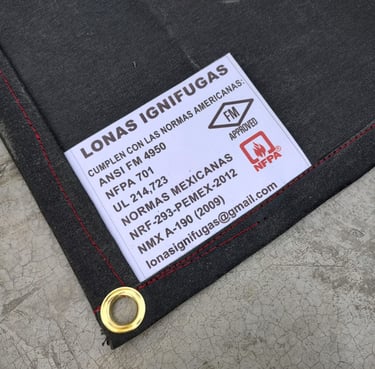 LONAS IGNIFUGAS
CUMPLEN CON LAS NORMAS AMERICANAS:
ANSI FM 4950
NFPA 701
UL 214,723
NORMAS MEXICANAS
NRF-293-PEMEX-2012
NMX A-190 (2009)
lonasignifugas@gmail.com
FM
APPROVED
NFPA